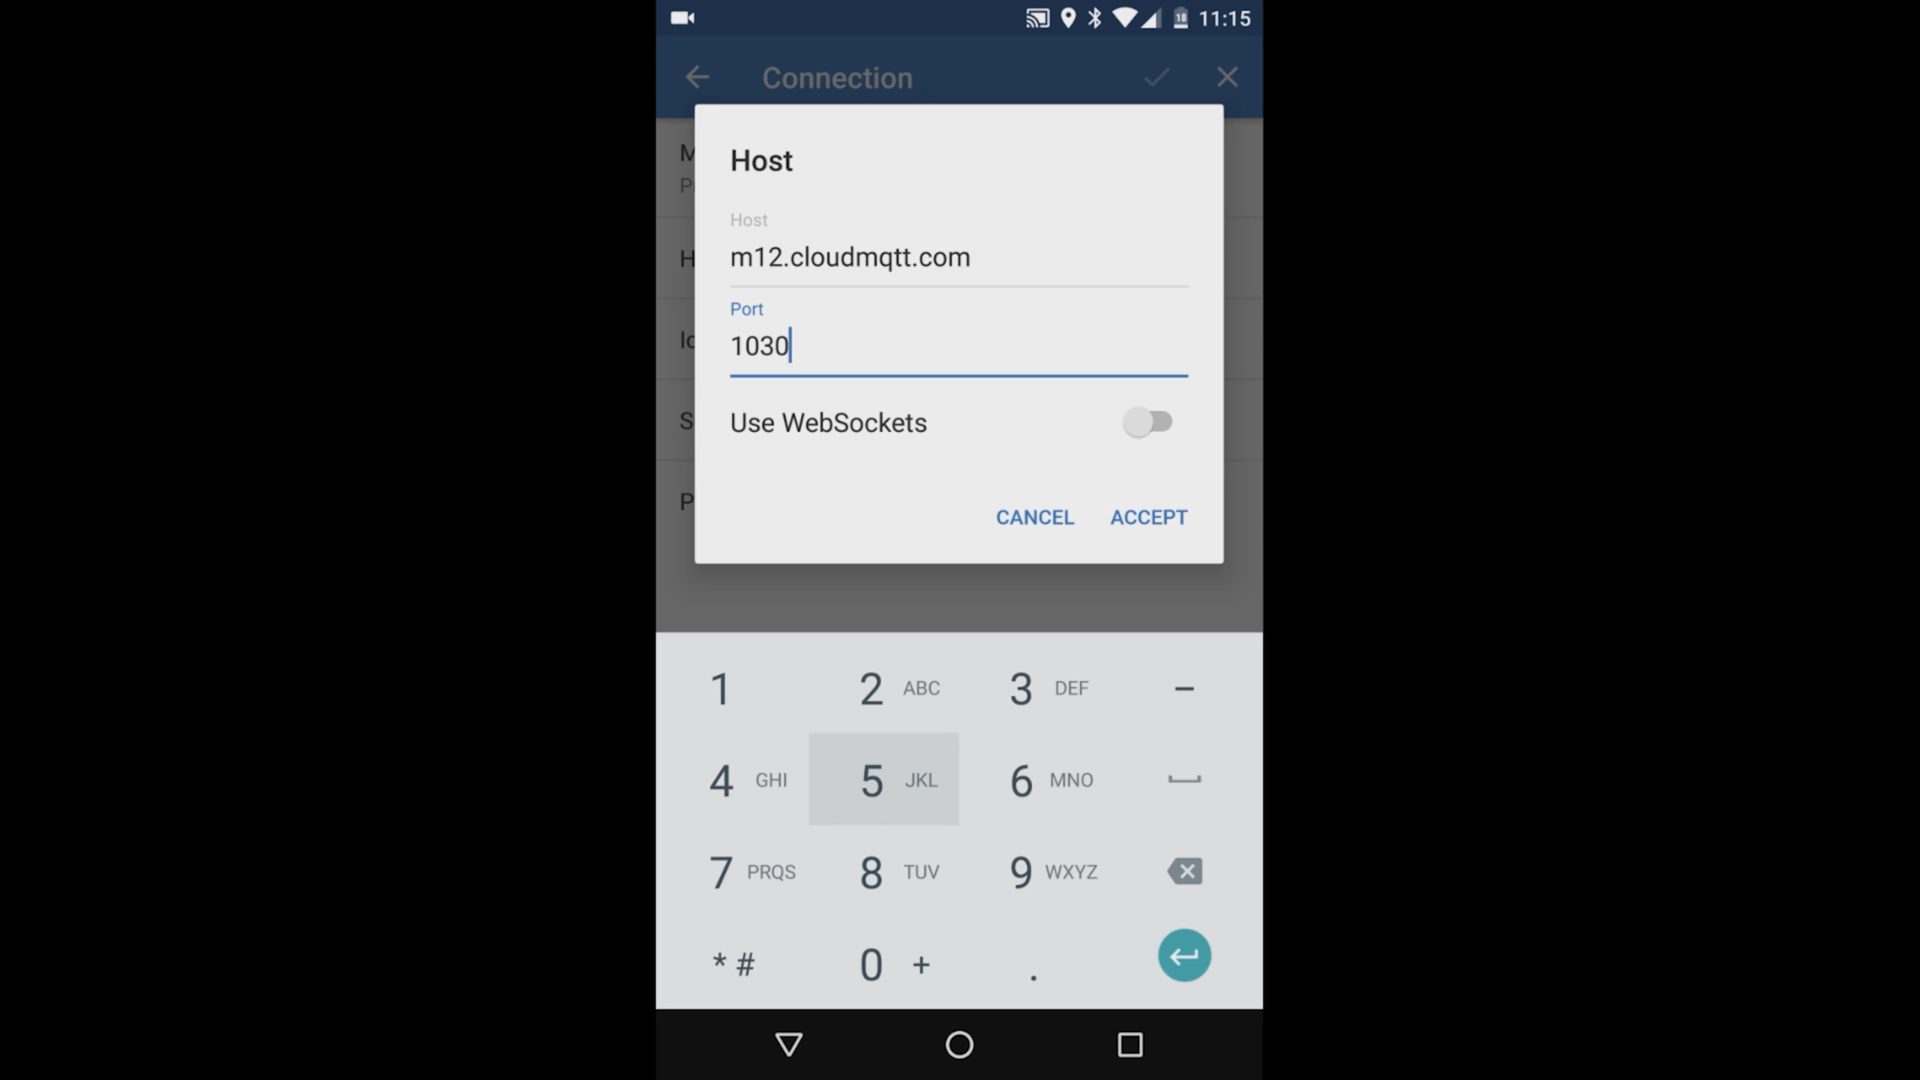 18 11:15
Connection
Host
Host
m12.cloudmqtt.com
Port
1030
Use WebSockets
CANCEL ACCEPT
1 2 ABC 3 DEF –
4 GHI 5 JKL 6 MNO
7 PRQS 8 TUV 9 WXYZ
* # 0 + .